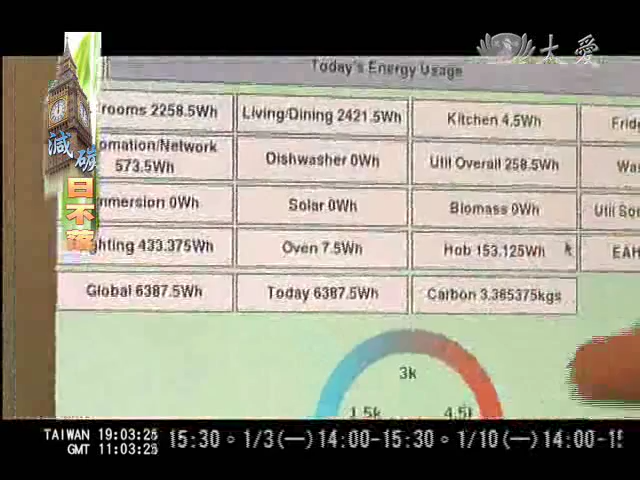 大愛
Today's Energy Usage
rooms 2258.5Wh
Living/Dining 2421.5Wh
Kitchen 4.5Wh
omation/Network
573.5Wh
Dishwasher 0Wh
Util Overall 258.5Wh
mmersion 0Wh
Solar 0Wh
Biomass 0Wh
ghting 433.375Wh
Oven 7.5Wh
Hob 153.125Wh
EAH
Global 6387.5Wh
Today 6387.5Wh
Carbon 3.365375kgs
3k
1.5k
減碳
日不落
TAIWAN 19:03:25
GMT 11:03:25
15:30。1/3(一)14:00-15:30。1/10(一)14:00-15